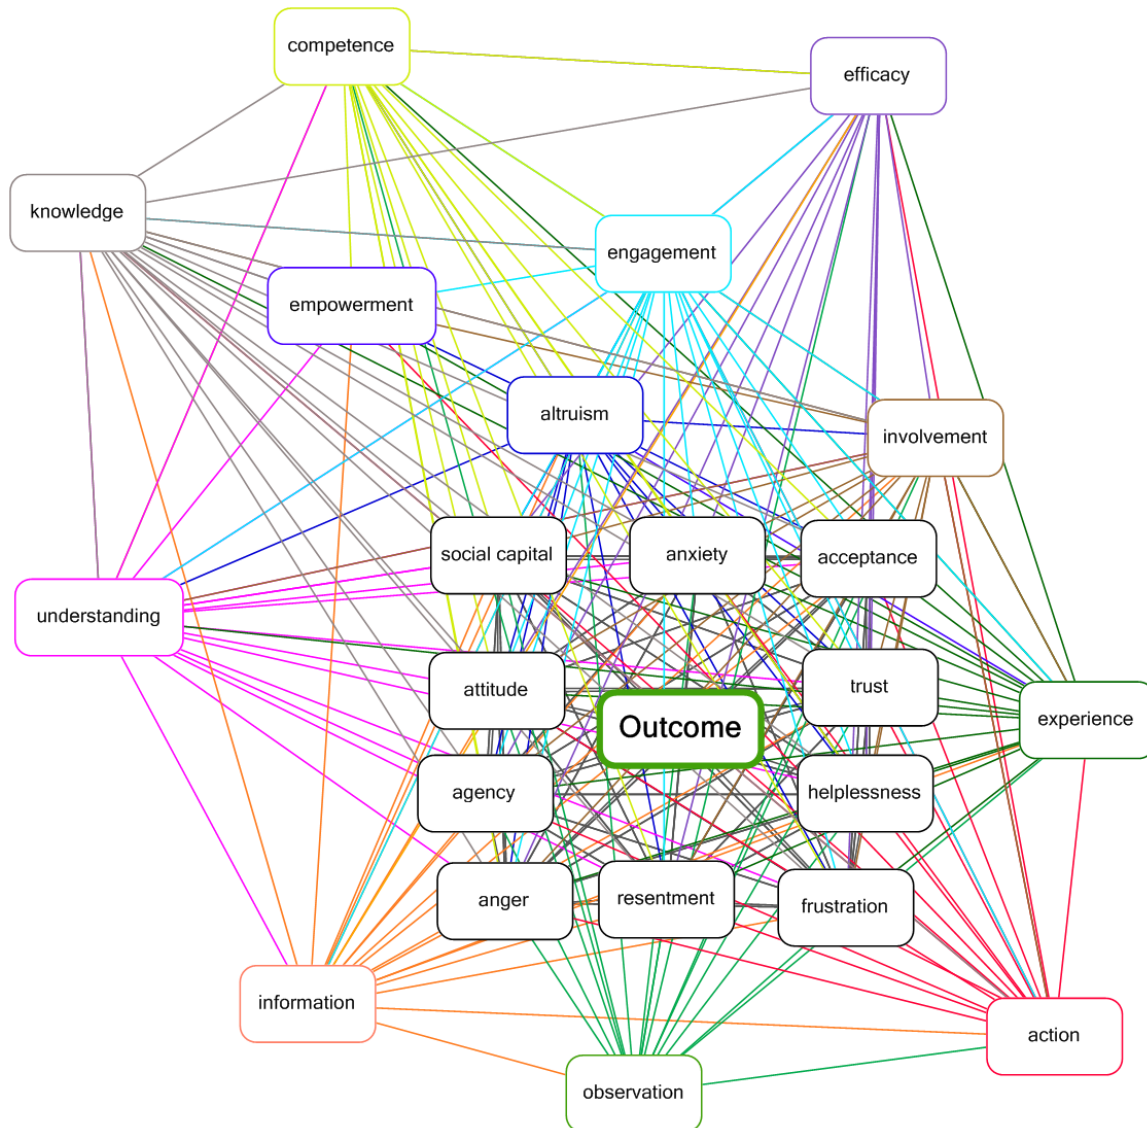 competence
efficacy
knowledge
engagement
empowerment
altruism
involvement
social capital
anxiety
acceptance
understanding
attitude
trust
Outcome
experience
agency
helplessness
anger
resentment
frustration
information
action
observation